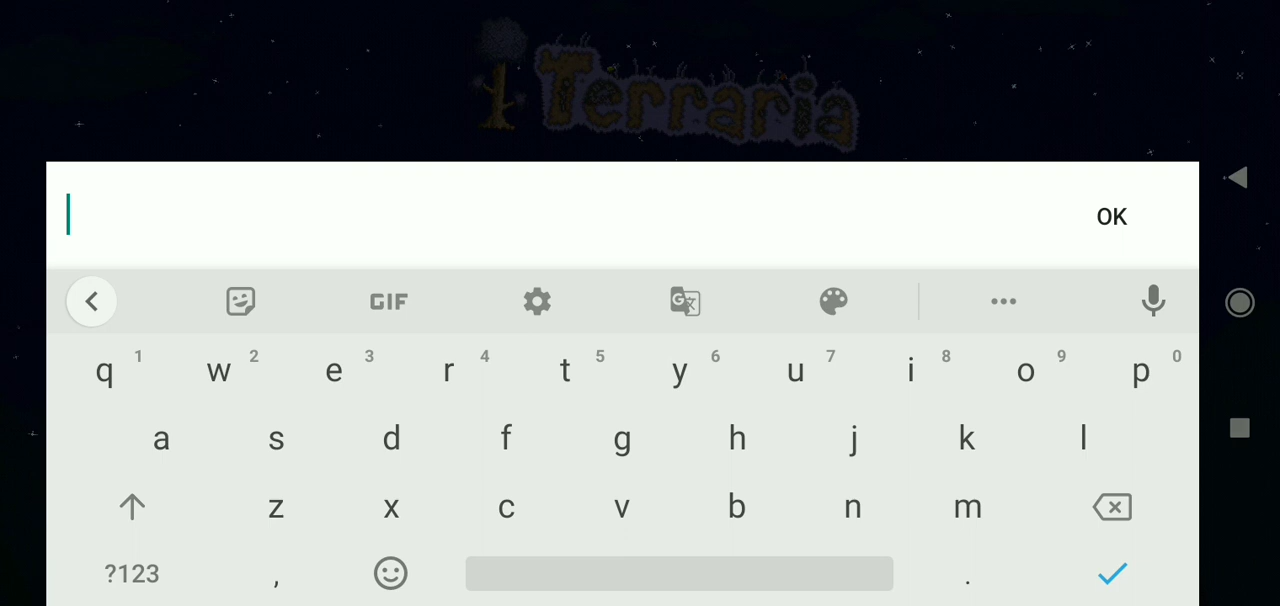 Terraria
OK
GIF
q 1 w 2 e 3 r 4 t 5 y 6 u 7 i 8 o 9 p 0
a s d f g h j k l
z x c v b n m
?123 , .